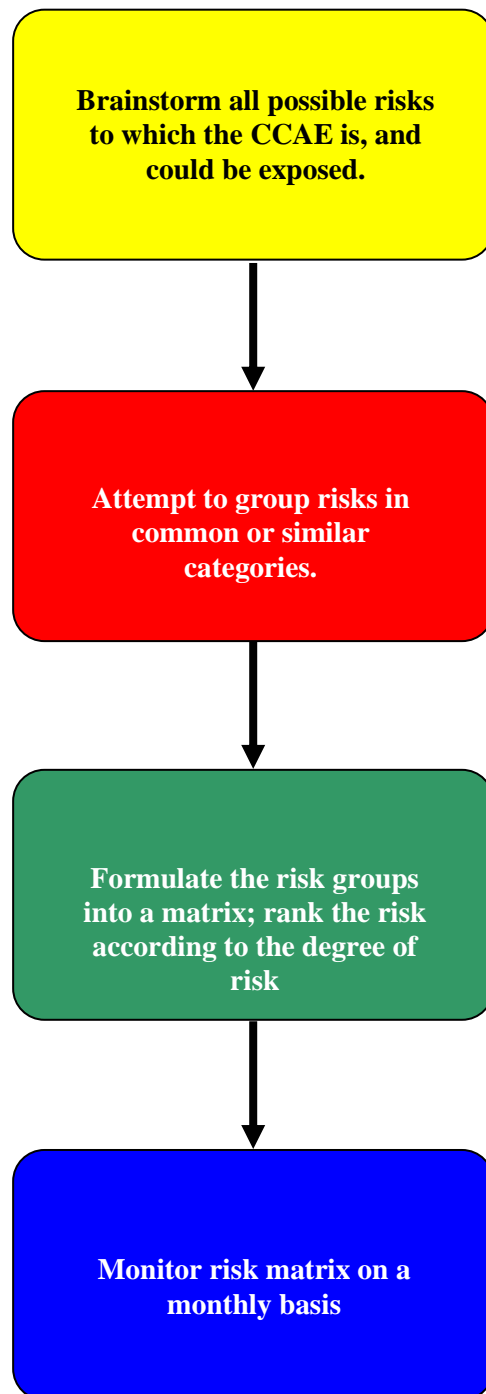 Brainstorm all possible risks
to which the CCAE is, and
could be exposed.
Attempt to group risks in
common or similar
categories.
Formulate the risk groups
into a matrix; rank the risk
according to the degree of
risk
Monitor risk matrix on a
monthly basis